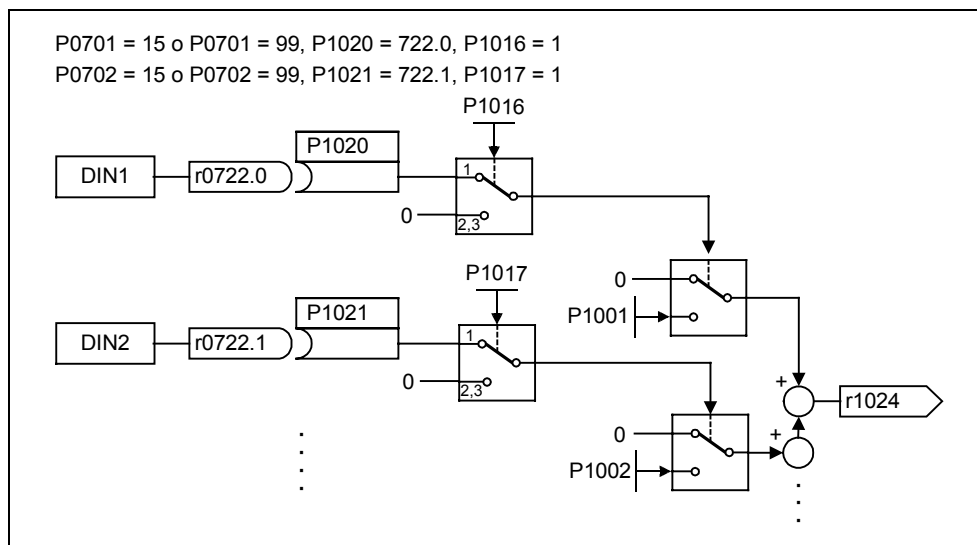 P0701 = 15 o P0701 = 99, P1020 = 722.0, P1016 = 1
P0702 = 15 o P0702 = 99, P1021 = 722.1, P1017 = 1
P1016
P1020
DIN1
r0722.0
1
0
2,3
P1017
0
P1021
P1001
DIN2
r0722.1
1
0
2,3
+
r1024
0
+
P1002